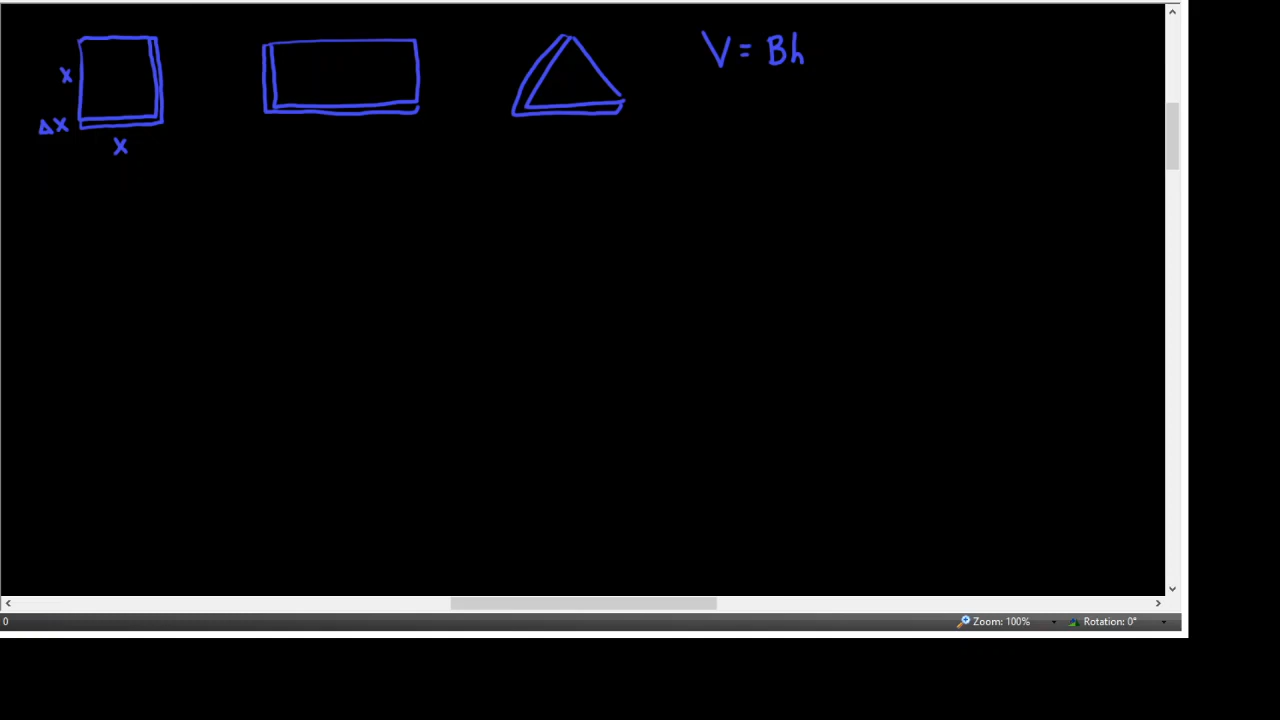 x
Δx
x
V = Bh
0
Zoom: 100%
Rotation: 0°